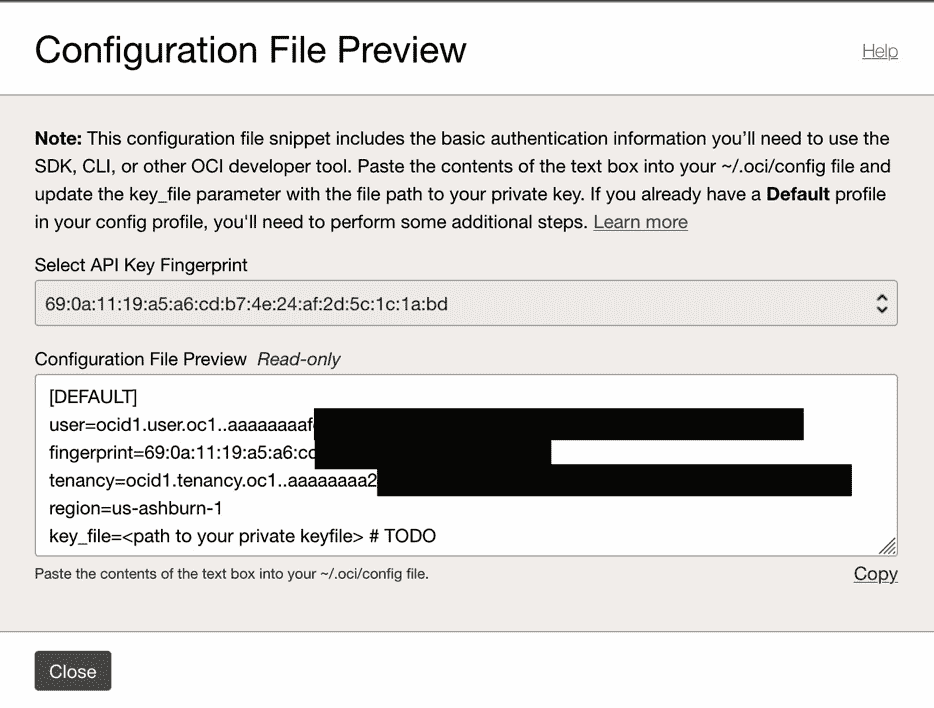 Configuration File Preview
Help
Note: This configuration file snippet includes the basic authentication information you'll need to use the
SDK, CLI, or other OCI developer tool. Paste the contents of the text box into your ~/.oci/config file and
update the key_file parameter with the file path to your private key. If you already have a Default profile
in your config profile, you'll need to perform some additional steps. Learn more
Select API Key Fingerprint
69:0a:11:19:a5:a6:cd:b7:4e:24:af:2d:5c:1c:1a:bd
Configuration File Preview Read-only
[DEFAULT]
user=ocid1.user.oc1..aaaaaaaaf
fingerprint=69:0a:11:19:a5:a6:cd
tenancy=ocid1.tenancy.oc1..aaaaaaaa2
region=us-ashburn-1
key_file=<path to your private keyfile> # TODO
Paste the contents of the text box into your ~/.oci/config file.
Copy
Close